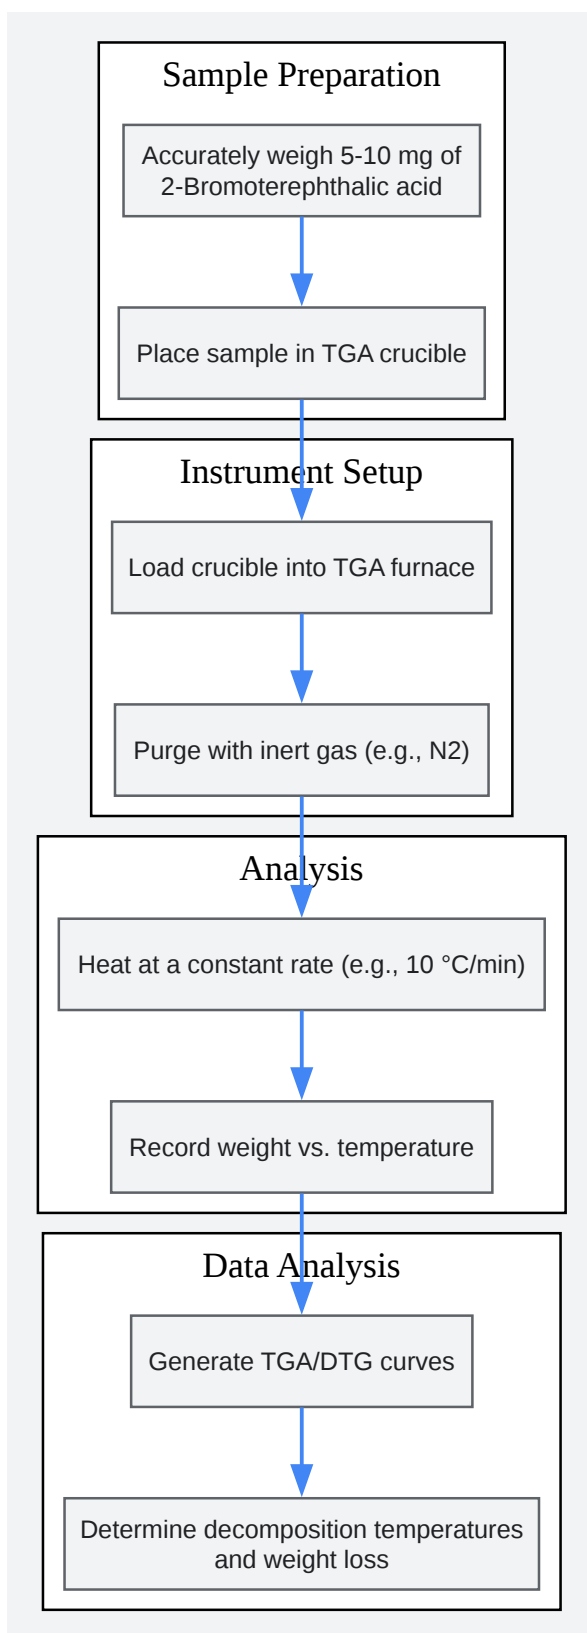 Sample Preparation
Accurately weigh 5-10 mg of
2-Bromoterephthalic acid
Place sample in TGA crucible
Instrument Setup
Load crucible into TGA furnace
Purge with inert gas (e.g., N2)
Analysis
Heat at a constant rate (e.g., 10 °C/min)
Record weight vs. temperature
Data Analysis
Generate TGA/DTG curves
Determine decomposition temperatures
and weight loss